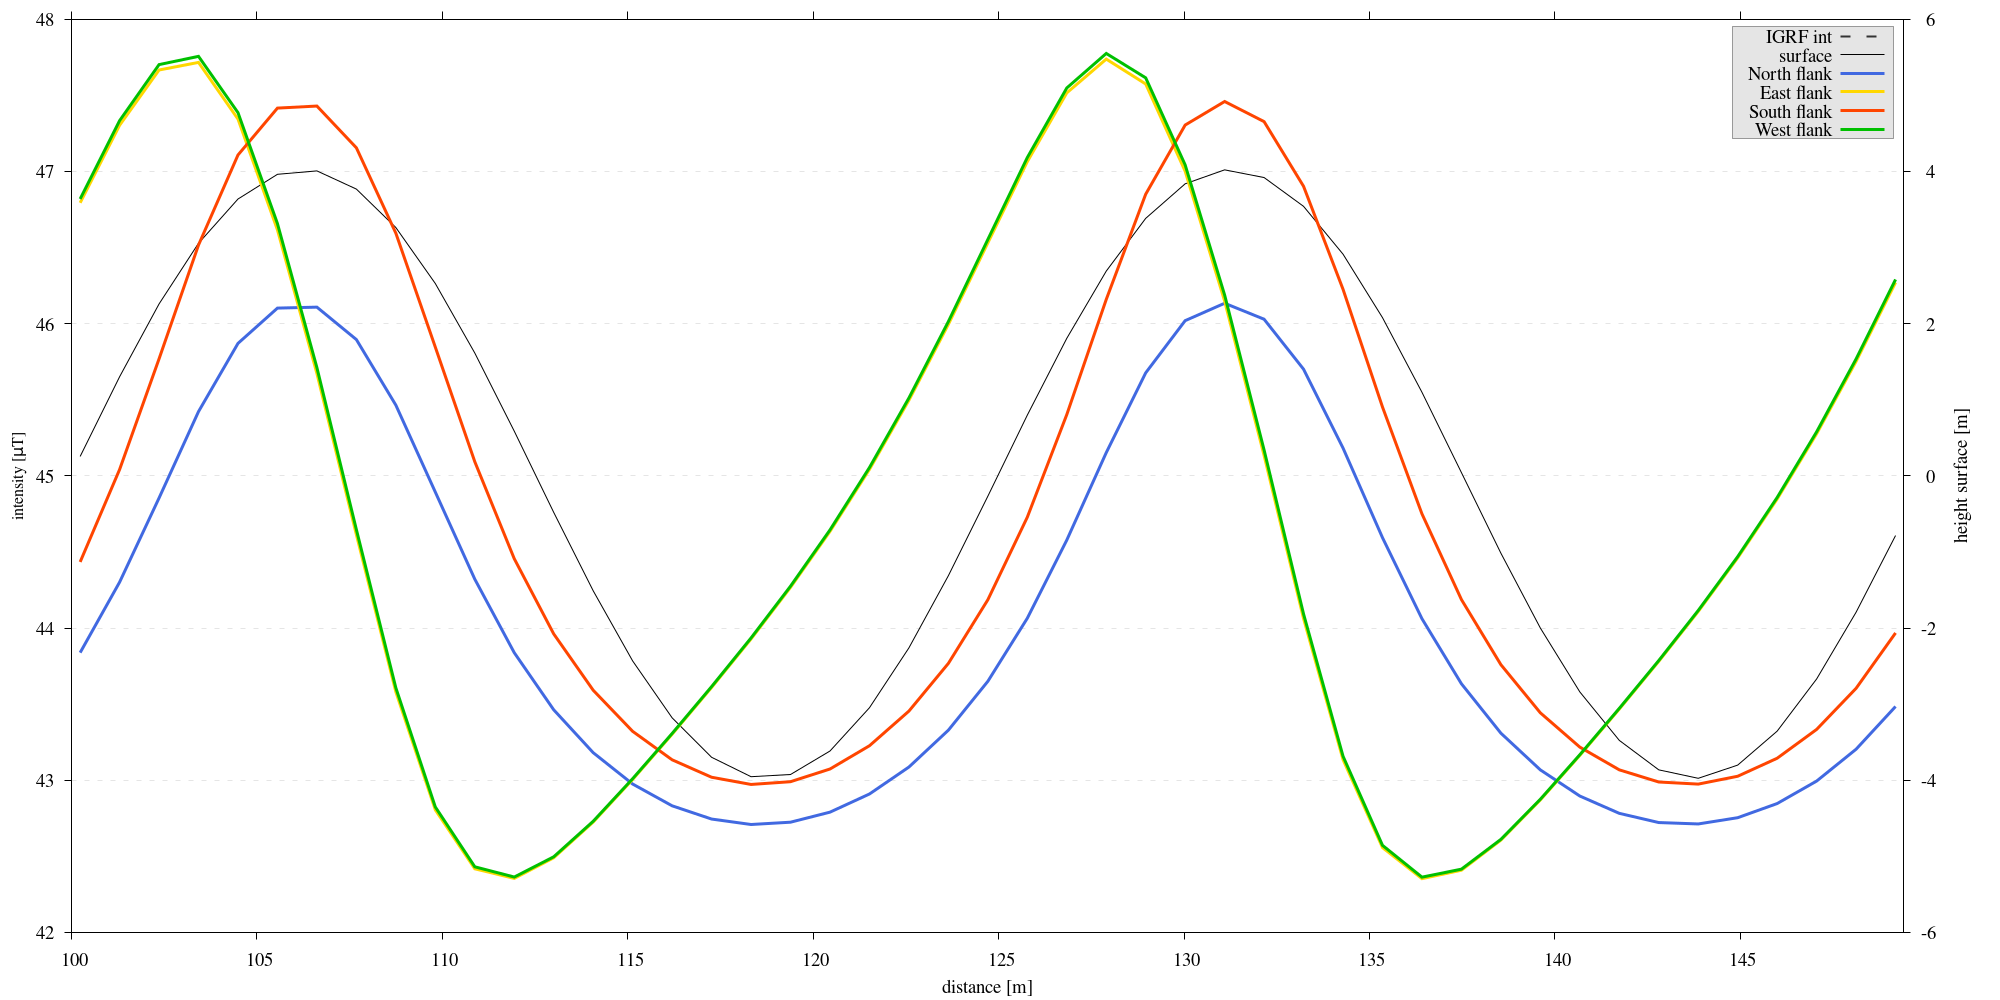 48
47
46
45
44
43
42
intensity [µT]
6
4
2
0
-2
-4
-6
height surface [m]
IGRF int
surface
North flank
East flank
South flank
West flank
100 105 110 115 120 125 130 135 140 145
distance [m]